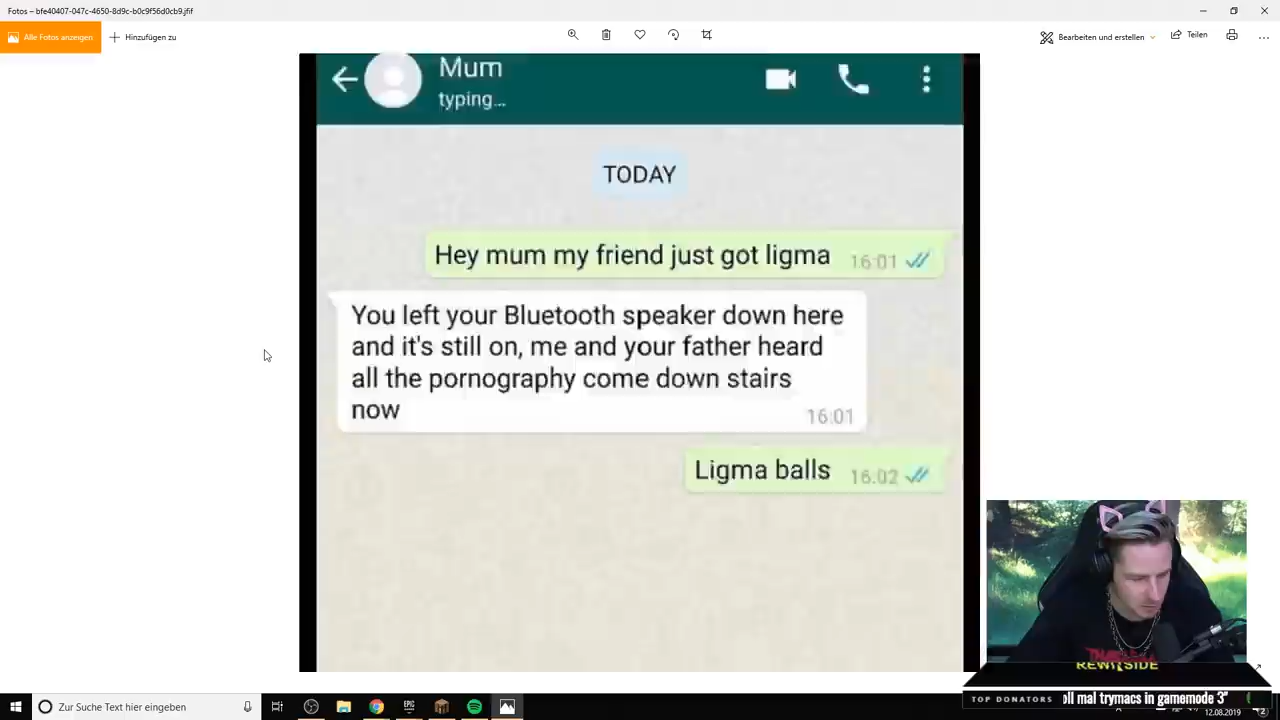 Fotos – bfe40407-047c-4650-8d9c-b0c9f56d0cb9.jfif
Alle Fotos anzeigen
Hinzufügen zu
Bearbeiten und erstellen
Teilen
Mum
typing...
TODAY
Hey mum my friend just got ligma 16:01
You left your Bluetooth speaker down here
and it's still on, me and your father heard
all the pornography come down stairs
now 16:01
Ligma balls 16:02
REWINSIDE
TOP DONATORS
oll mal trymacs in gamemode 3"
Zur Suche Text hier eingeben
EPIC
12.08.2019